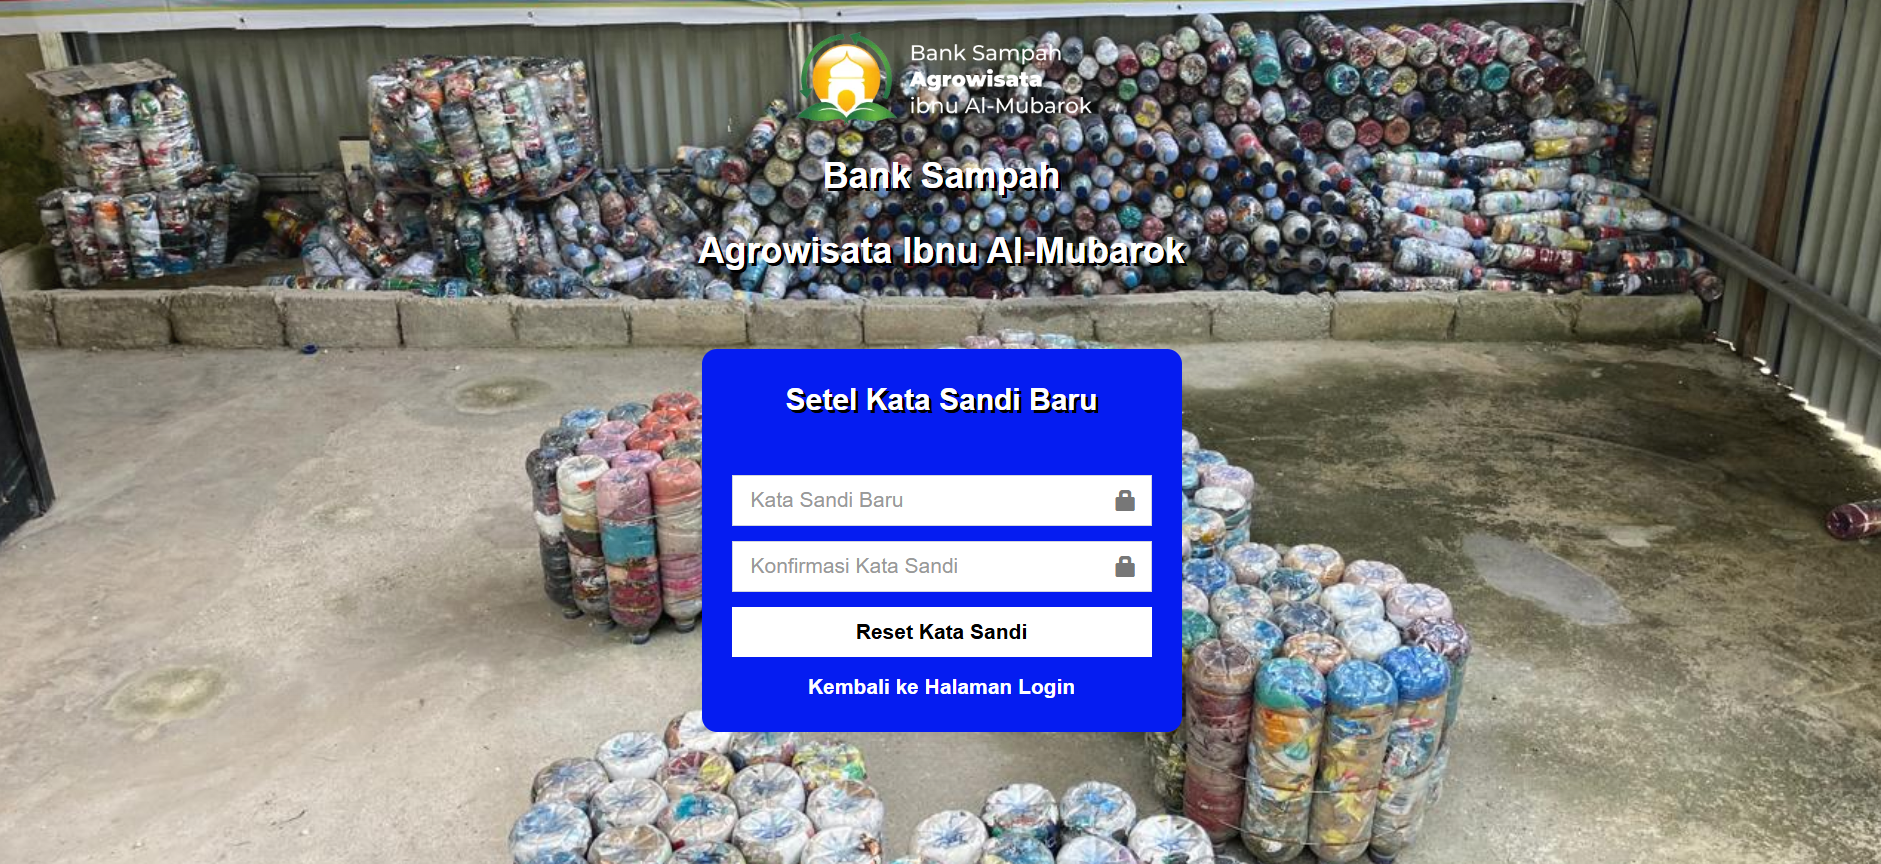 Bank Sampah
Agrowisata
ibnu Al-Mubarok
Bank Sampah
Agrowisata Ibnu Al-Mubarok
Setel Kata Sandi Baru
Kata Sandi Baru
Konfirmasi Kata Sandi
Reset Kata Sandi
Kembali ke Halaman Login